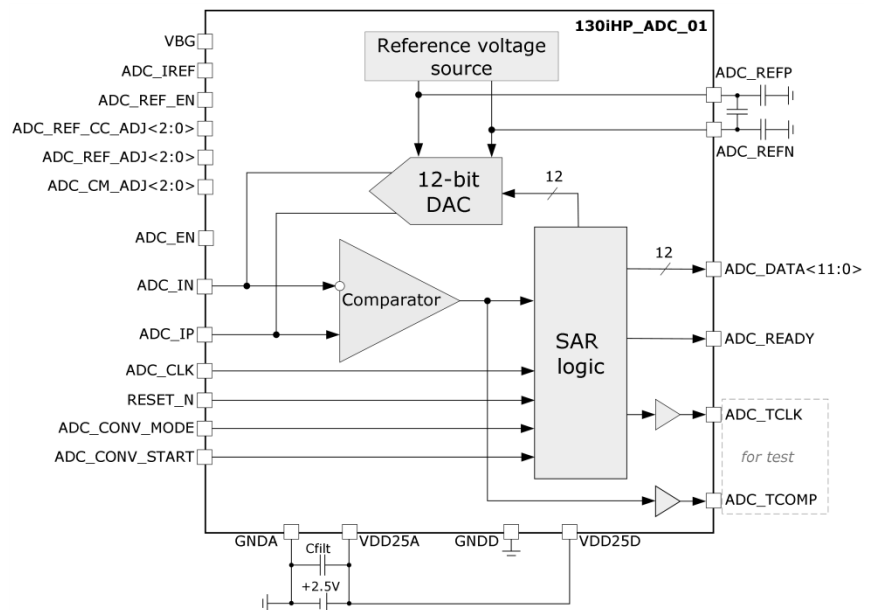 130iHP_ADC_01
VBG
ADC_IREF
ADC_REF_EN
ADC_REF_CC_ADJ<2:0>
ADC_REF_ADJ<2:0>
ADC_CM_ADJ<2:0>
ADC_EN
ADC_IN
ADC_IP
ADC_CLK
RESET_N
ADC_CONV_MODE
ADC_CONV_START
Reference voltage
source
12-bit
DAC
12
Comparator
SAR
logic
12
ADC_REFP
ADC_REFN
ADC_DATA<11:0>
ADC_READY
ADC_TCLK
for test
ADC_TCOMP
GNDA
VDD25A
GNDD
VDD25D
Cfilt
+2.5V